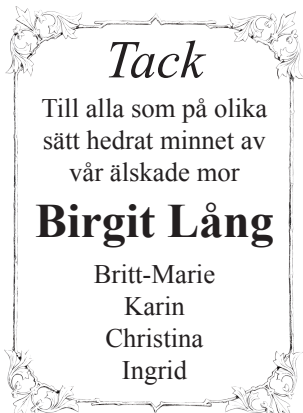 Tack
Till alla som på olika
sätt hedrat minnet av
vår älskade mor
Birgit Lång
Britt-Marie
Karin
Christina
Ingrid